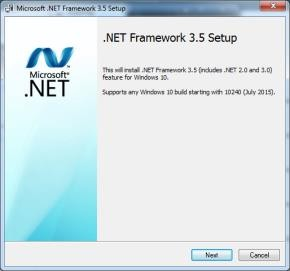 Microsoft .NET Framework 3.5 Setup
.NET Framework 3.5 Setup
This will install .NET Framework 3.5 (includes .NET 2.0 and 3.0)
feature for Windows 10.
Supports any Windows 10 build starting with 10240 (July 2015).
Microsoft®
.NET
Next
Cancel